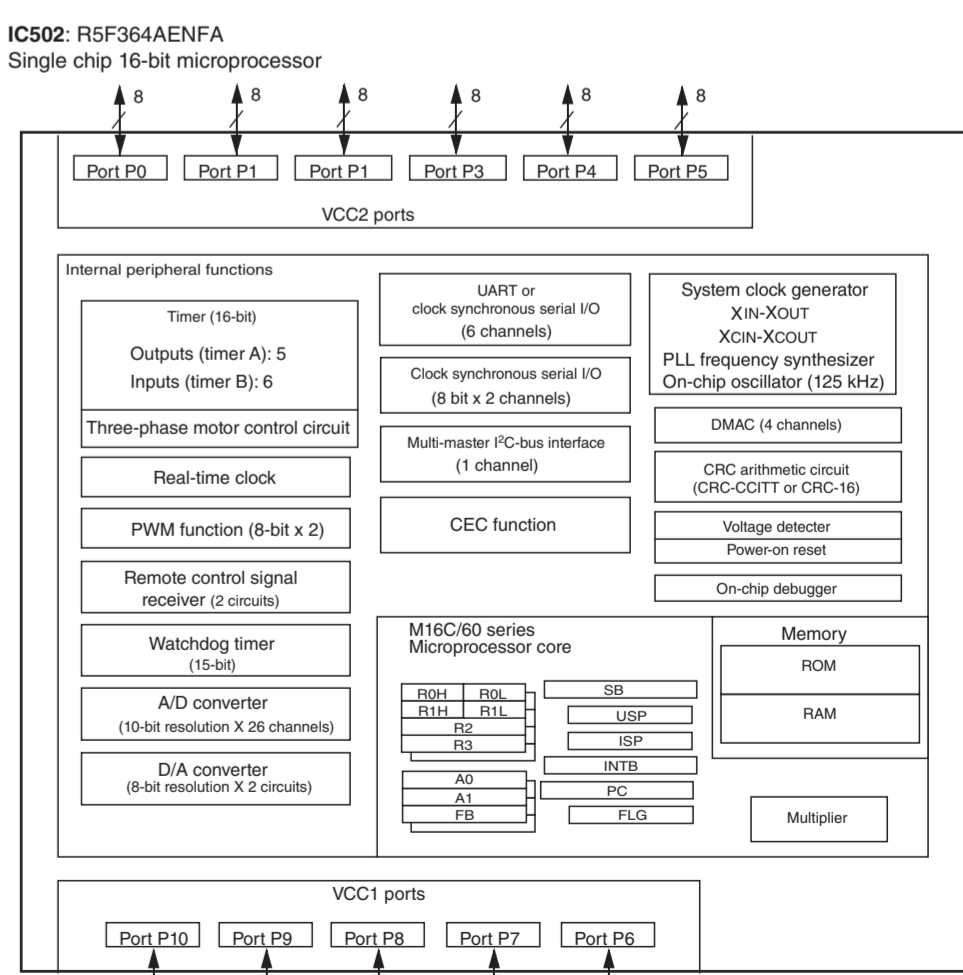 IC502: R5F364AENFA
Single chip 16-bit microprocessor
8 8 8 8 8 8
Port P0 Port P1 Port P1 Port P3 Port P4 Port P5
VCC2 ports
Internal peripheral functions
Timer (16-bit)
Outputs (timer A): 5
Inputs (timer B): 6
Three-phase motor control circuit
Real-time clock
PWM function (8-bit x 2)
Remote control signal
receiver (2 circuits)
Watchdog timer
(15-bit)
A/D converter
(10-bit resolution X 26 channels)
D/A converter
(8-bit resolution X 2 circuits)
UART or
clock synchronous serial I/O
(6 channels)
Clock synchronous serial I/O
(8 bit x 2 channels)
Multi-master I²C-bus interface
(1 channel)
CEC function
System clock generator
XIN-XOUT
XCIN-XCOUT
PLL frequency synthesizer
On-chip oscillator (125 kHz)
DMAC (4 channels)
CRC arithmetic circuit
(CRC-CCITT or CRC-16)
Voltage detecter
Power-on reset
On-chip debugger
M16C/60 series
Microprocessor core
R0H R0L
R1H R1L
R2
R3
A0
A1
FB
SB
USP
ISP
INTB
PC
FLG
Memory
ROM
RAM
Multiplier
VCC1 ports
Port P10 Port P9 Port P8 Port P7 Port P6